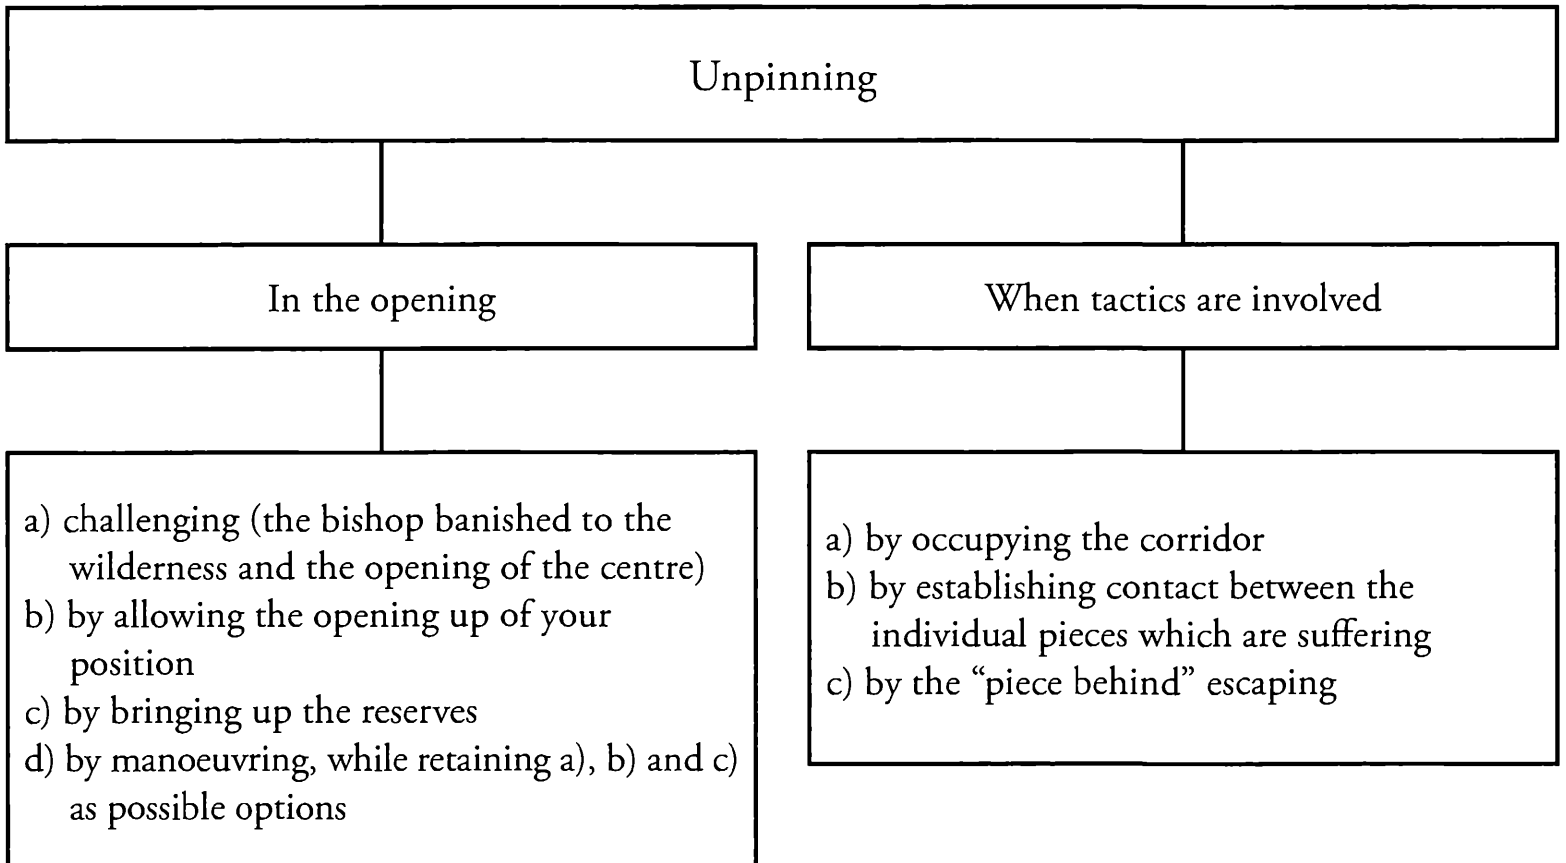 Unpinning
In the opening
When tactics are involved
a) challenging (the bishop banished to the
wilderness and the opening of the centre)
b) by allowing the opening up of your
position
c) by bringing up the reserves
d) by manoeuvring, while retaining a), b) and c)
as possible options
a) by occupying the corridor
b) by establishing contact between the
individual pieces which are suffering
c) by the “piece behind” escaping